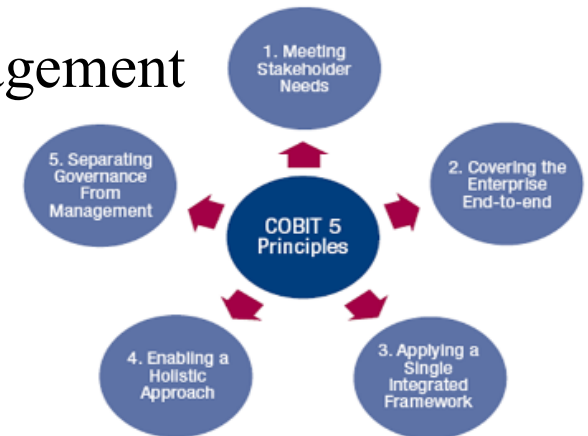 agement
1. Meeting
Stakeholder
Needs
5. Separating
Governance
From
Management
2. Covering the
Enterprise
End-to-end
COBIT 5
Principles
4. Enabling a
Holistic
Approach
3. Applying a
Single
Integrated
Framework